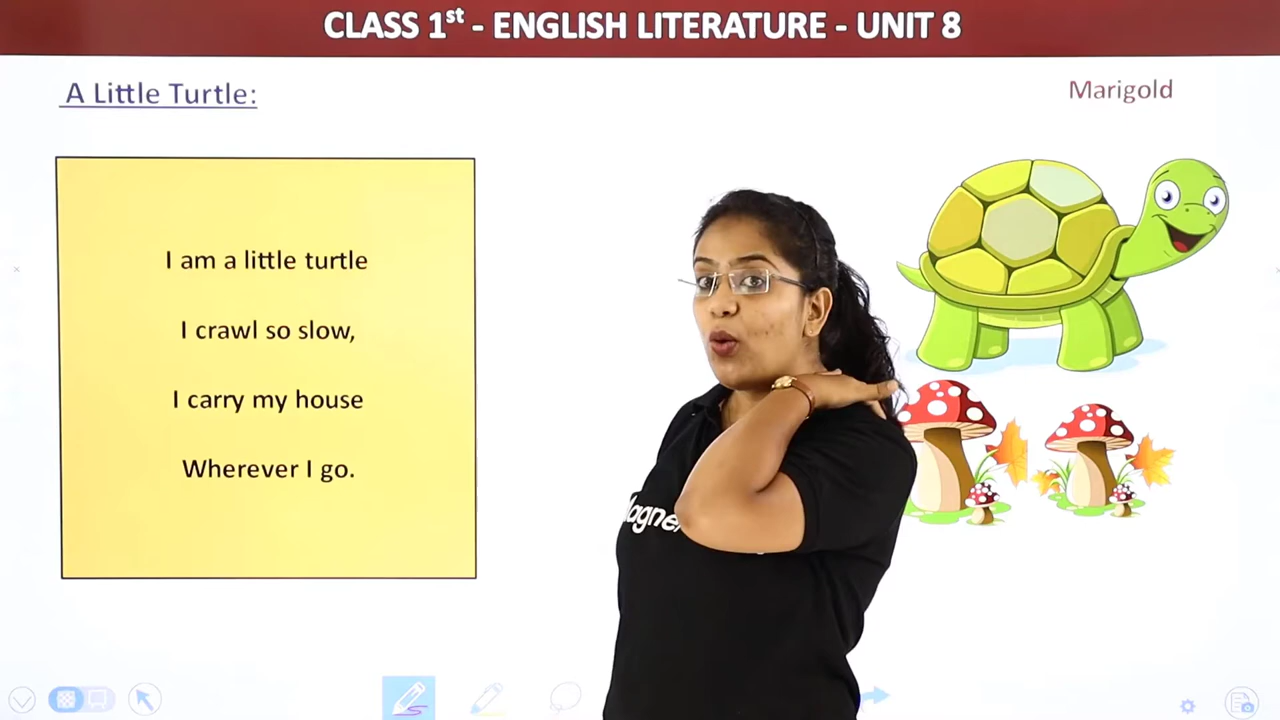 CLASS 1st - ENGLISH LITERATURE - UNIT 8
A Little Turtle:
Marigold
I am a little turtle
I crawl so slow,
I carry my house
Wherever I go.